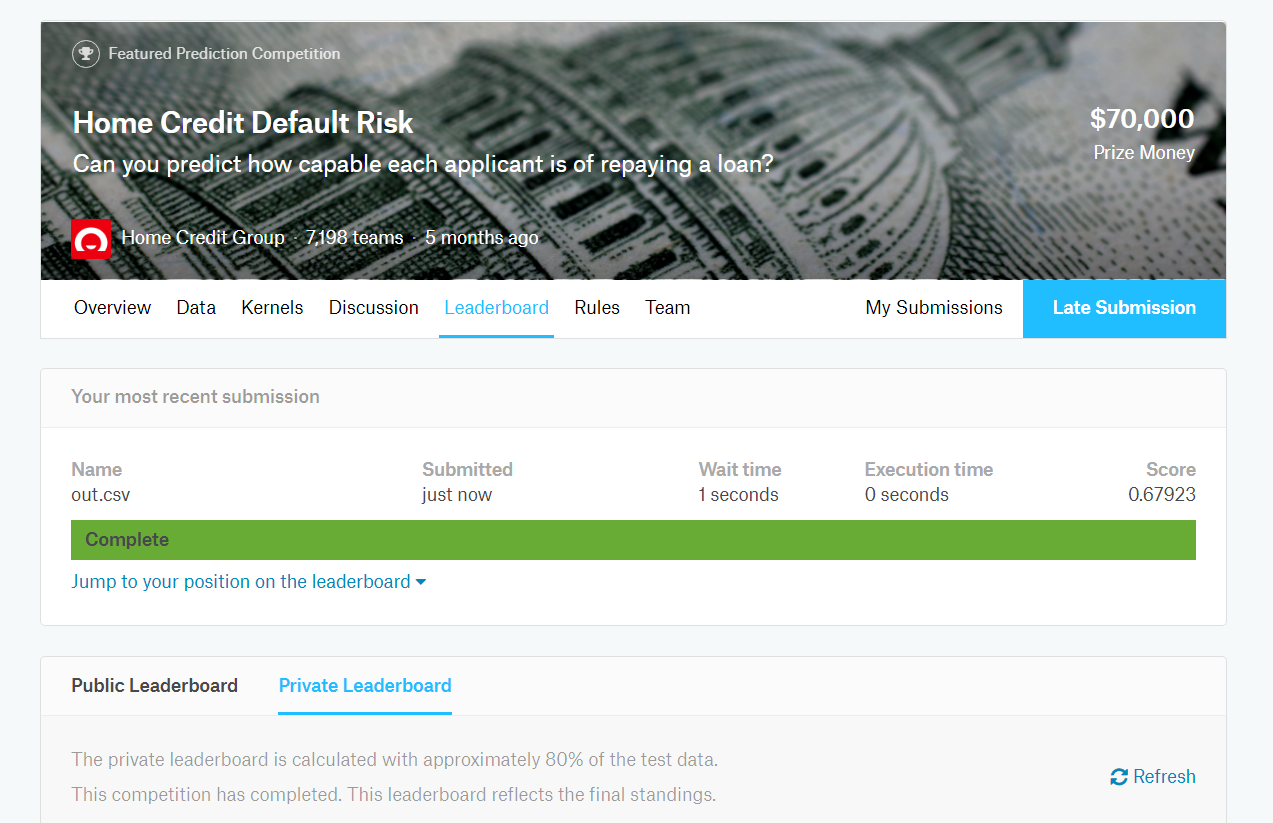 Featured Prediction Competition
Home Credit Default Risk
$70,000
Can you predict how capable each applicant is of repaying a loan?
Prize Money
Home Credit Group · 7,198 teams · 5 months ago
Overview Data Kernels Discussion Leaderboard Rules Team My Submissions Late Submission
Your most recent submission
Name Submitted Wait time Execution time Score
out.csv just now 1 seconds 0 seconds 0.67923
Complete
Jump to your position on the leaderboard
Public Leaderboard Private Leaderboard
The private leaderboard is calculated with approximately 80% of the test data.
Refresh
This competition has completed. This leaderboard reflects the final standings.